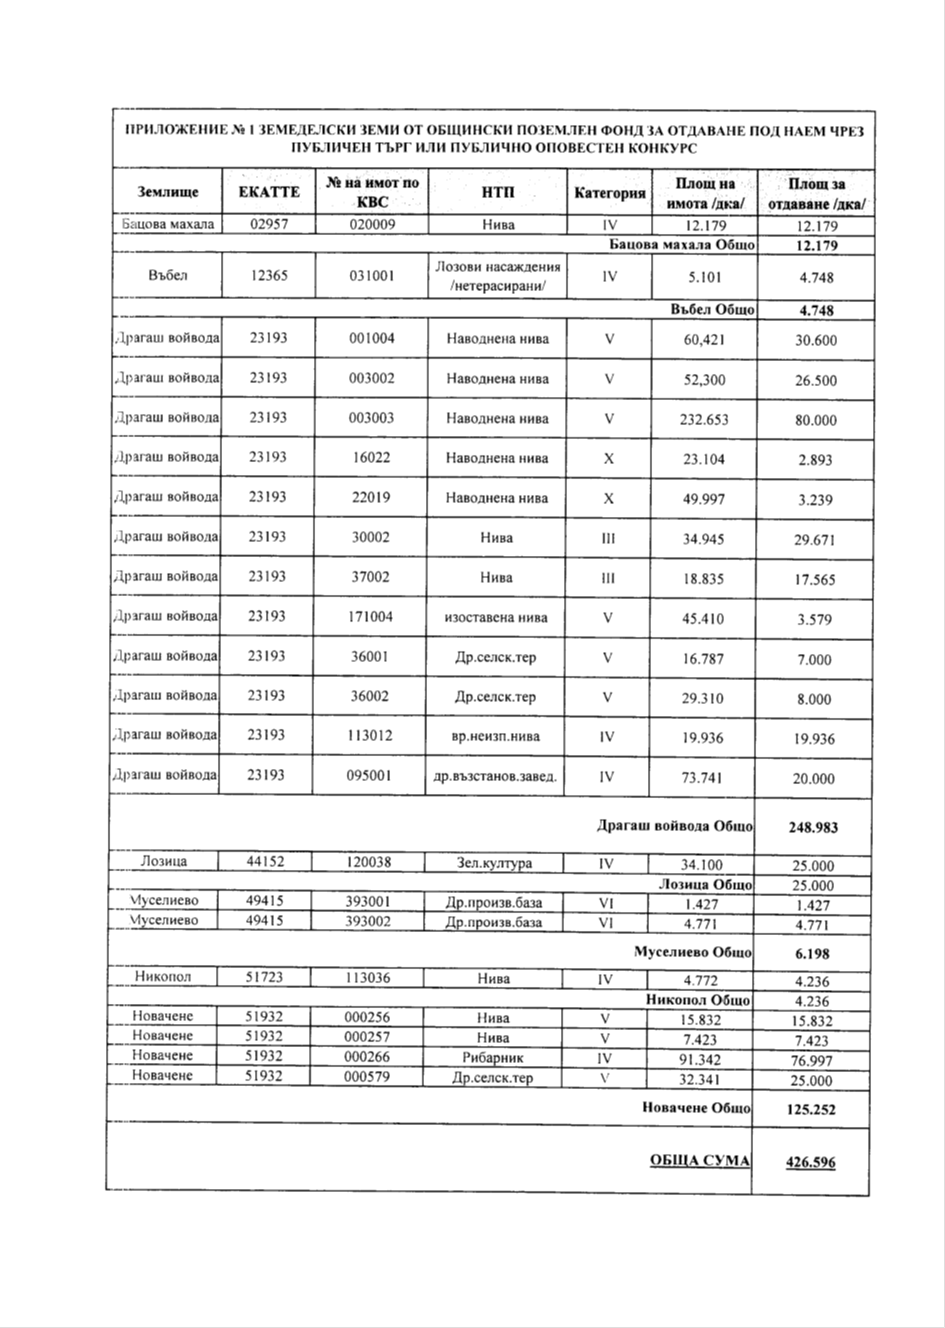 ПРИЛОЖЕНИЕ № 1 ЗЕМЕДЕЛСКИ ЗЕМИ ОТ ОБЩИНСКИ ПОЗЕМЛЕН ФОНД ЗА ОТДАВАНЕ ПОД НАЕМ ЧРЕЗ
ПУБЛИЧЕН ТЪРГ ИЛИ ПУБЛИЧНО ОПОВЕСТЕН КОНКУРС
Землище ЕКАТТЕ № на имот по КВС НТП Категория Площ на имота /дка/ Площ за отдаване /дка/
Бацова махала 02957 020009 Нива IV 12.179 12.179
Бацова махала Общо 12.179
Въбел 12365 031001 Лозови насаждения /нетерасирани/ IV 5.101 4.748
Въбел Общо 4.748
Драгаш войвода 23193 001004 Наводнена нива V 60,421 30.600
Драгаш войвода 23193 003002 Наводнена нива V 52,300 26.500
Драгаш войвода 23193 003003 Наводнена нива V 232.653 80.000
Драгаш войвода 23193 16022 Наводнена нива X 23.104 2.893
Драгаш войвода 23193 22019 Наводнена нива X 49.997 3.239
Драгаш войвода 23193 30002 Нива III 34.945 29.671
Драгаш войвода 23193 37002 Нива III 18.835 17.565
Драгаш войвода 23193 171004 изоставена нива V 45.410 3.579
Драгаш войвода 23193 36001 Др.селск.тер V 16.787 7.000
Драгаш войвода 23193 36002 Др.селск.тер V 29.310 8.000
Драгаш войвода 23193 113012 вр.неизп.нива IV 19.936 19.936
Драгаш войвода 23193 095001 др.възстанов.завед. IV 73.741 20.000
Драгаш войвода Общо 248.983
Лозица 44152 120038 Зел.култура IV 34.100 25.000
Лозица Общо 25.000
Муселиево 49415 393001 Др.произв.база VI 1.427 1.427
Муселиево 49415 393002 Др.произв.база VI 4.771 4.771
Муселиево Общо 6.198
Никопол 51723 113036 Нива IV 4.772 4.236
Никопол Общо 4.236
Новачене 51932 000256 Нива V 15.832 15.832
Новачене 51932 000257 Нива V 7.423 7.423
Новачене 51932 000266 Рибарник IV 91.342 76.997
Новачене 51932 000579 Др.селск.тер V 32.341 25.000
Новачене Общо 125.252
ОБЩА СУМА 426.596